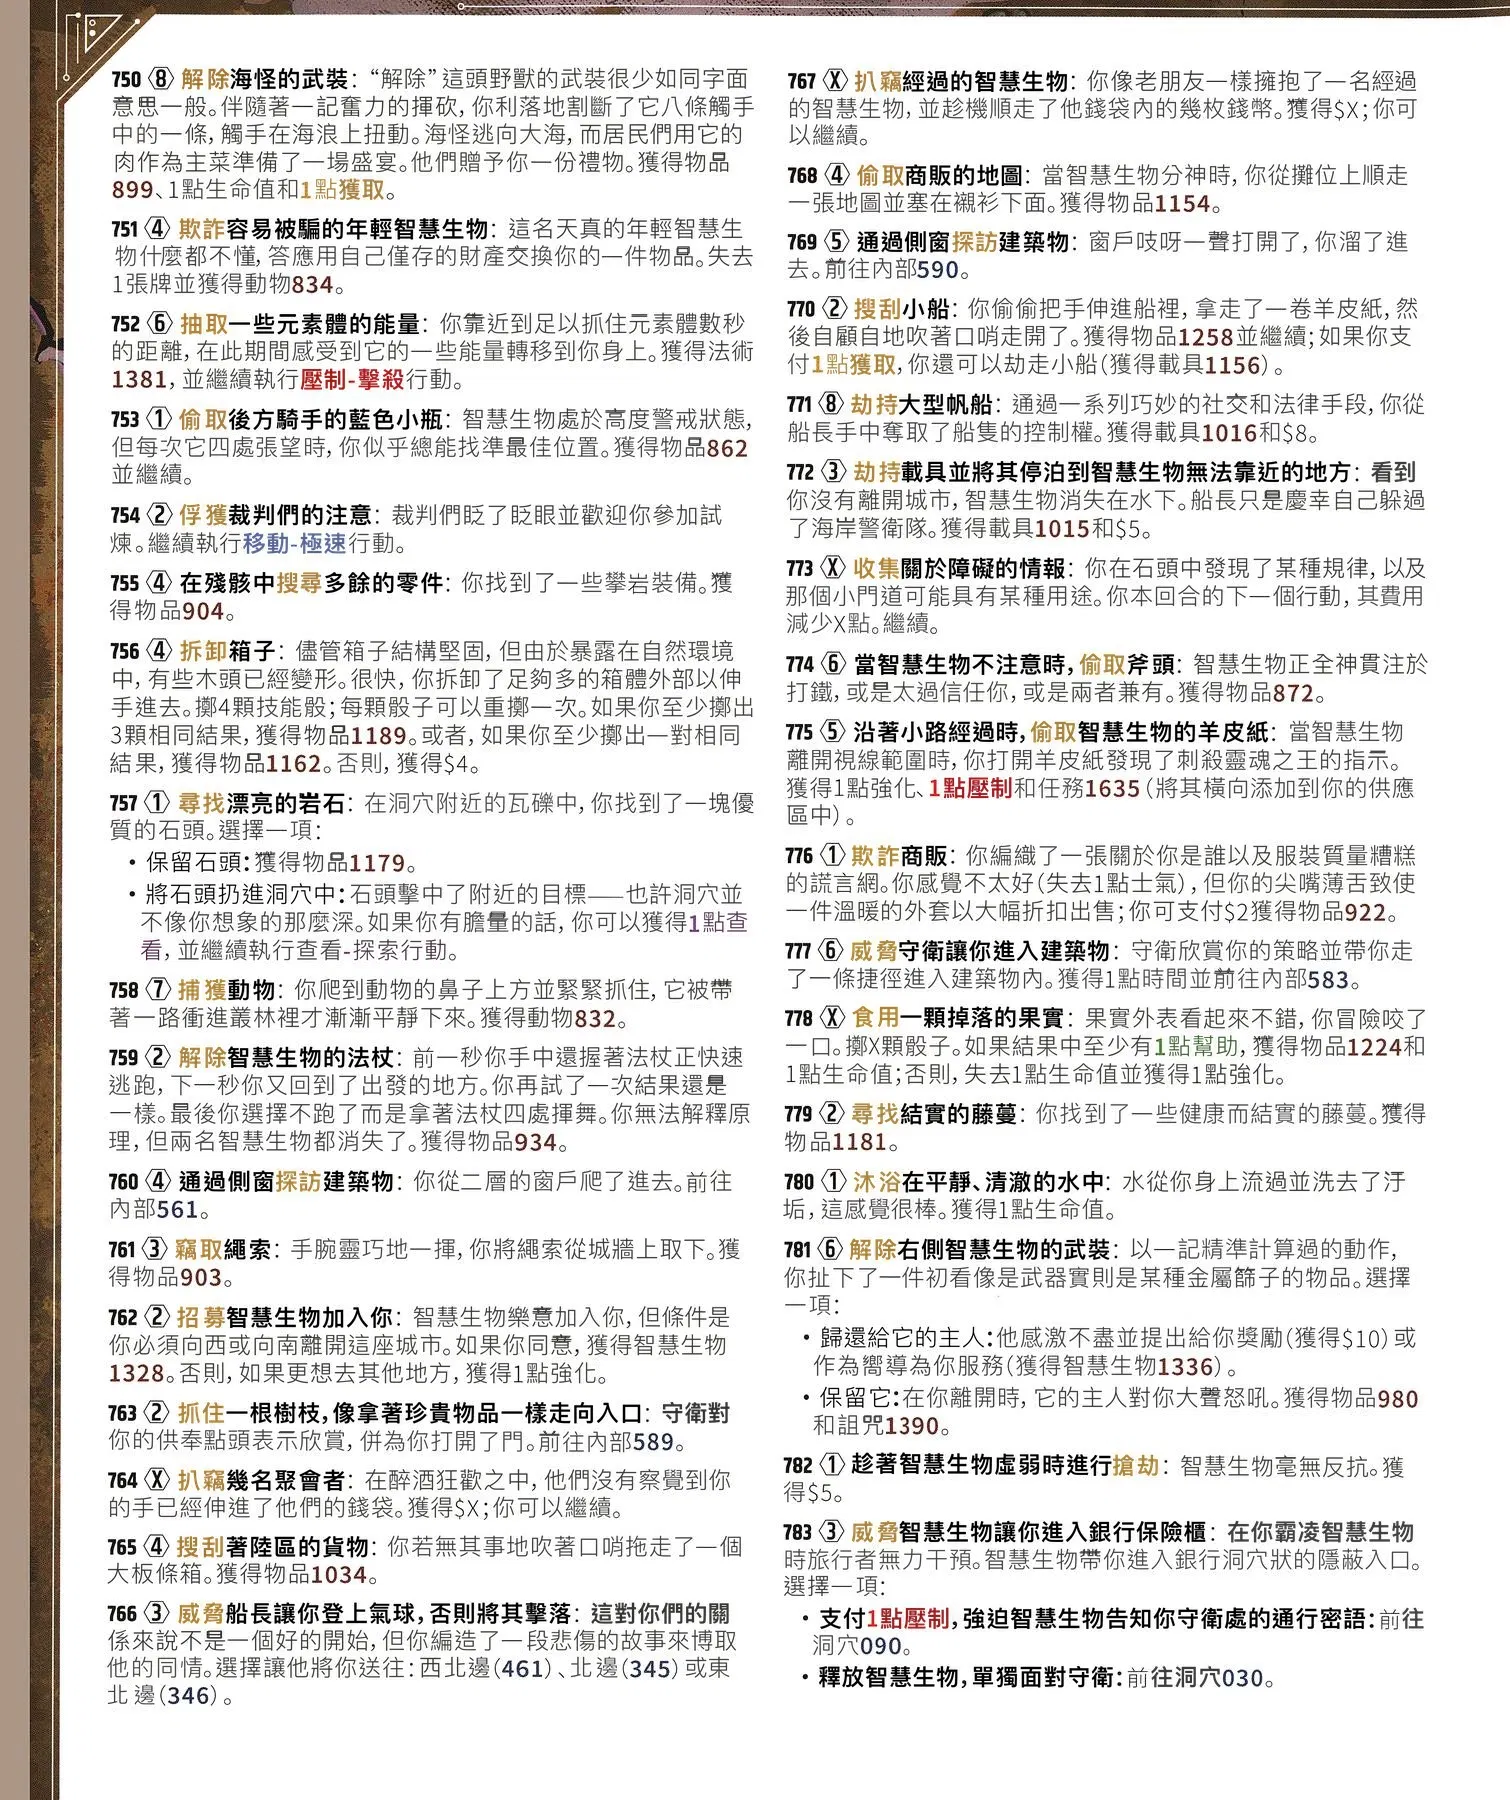 750 ⑧ 解除海怪的武裝：“解除”這頭野獸的武裝很少如同字面
意思一般。伴隨著一記奮力的揮砍，你利落地割斷了它八條觸手
中的一條，觸手在海浪上扭動。海怪逃向大海，而居民們用它的
肉作為主菜準備了一場盛宴。他們贈予你一份禮物。獲得物品
899、1點生命值和1點獲取。
751 ④ 欺詐容易被騙的年輕智慧生物：這名天真的年輕智慧生
物什麼都不懂，答應用自己僅存的財產交換你的一件物品。失去
1張牌並獲得動物834。
752 ⑥ 抽取一些元素體的能量：你靠近到足以抓住元素體數秒
的距離，在此期間感受到它的一些能量轉移到你身上。獲得法術
1381，並繼續執行壓制-擊殺行動。
753 ① 偷取後方騎手的藍色小瓶：智慧生物處於高度警戒狀態，
但每次它四處張望時，你似乎總能找準最佳位置。獲得物品862
並繼續。
754 ② 俘獲裁判們的注意：裁判們眨了眨眼並歡迎你參加試
煉。繼續執行移動-極速行動。
755 ④ 在殘骸中搜尋多餘的零件：你找到了一些攀岩裝備。獲
得物品904。
756 ④ 拆卸箱子：儘管箱子結構堅固，但由於暴露在自然環境
中，有些木頭已經變形。很快，你拆卸了足夠多的箱體外部以伸
手進去。擲4顆技能骰；每顆骰子可以重擲一次。如果你至少擲出
3顆相同結果，獲得物品1189。或者，如果你至少擲出一對相同
結果，獲得物品1162。否則，獲得$4。
757 ① 尋找漂亮的岩石：在洞穴附近的瓦礫中，你找到了一塊優
質的石頭。選擇一項：
• 保留石頭：獲得物品1179。
• 將石頭扔進洞穴中：石頭擊中了附近的目標——也許洞穴並
不像你想象的那麼深。如果你有膽量的話，你可以獲得1點查
看，並繼續執行查看-探索行動。
758 ⑦ 捕獲動物：你爬到動物的鼻子上方並緊緊抓住，它被帶
著一路衝進叢林裡才漸漸平靜下來。獲得動物832。
759 ② 解除智慧生物的法杖：前一秒你手中還握著法杖正快速
逃跑，下一秒你又回到了出發的地方。你再試了一次結果還是
一樣。最後你選擇不跑了而是拿著法杖四處揮舞。你無法解釋原
理，但兩名智慧生物都消失了。獲得物品934。
760 ④ 通過側窗探訪建築物：你從二層的窗戶爬了進去。前往
內部561。
761 ③ 竊取繩索：手腕靈巧地一揮，你將繩索從城牆上取下。獲
得物品903。
762 ② 招募智慧生物加入你：智慧生物樂意加入你，但條件是
你必須向西或向南離開這座城市。如果你同意，獲得智慧生物
1328。否則，如果更想去其他地方，獲得1點強化。
763 ② 抓住一根樹枝，像拿著珍貴物品一樣走向入口：守衛對
你的供奉點頭表示欣賞，併為你打開了門。前往內部589。
764 Ⓧ 扒竊幾名聚會者：在醉酒狂歡之中，他們沒有察覺到你
的手已經伸進了他們的錢袋。獲得$X；你可以繼續。
765 ④ 搜刮著陸區的貨物：你若無其事地吹著口哨拖走了一個
大板條箱。獲得物品1034。
766 ③ 威脅船長讓你登上氣球，否則將其擊落：這對你們的關
係來說不是一個好的開始，但你編造了一段悲傷的故事來博取
他的同情。選擇讓他將你送往：西北邊（461）、北邊（345）或東
北邊（346）。
767 Ⓧ 扒竊經過的智慧生物：你像老朋友一樣擁抱了一名經過
的智慧生物，並趁機順走了他錢袋內的幾枚錢幣。獲得$X；你可
以繼續。
768 ④ 偷取商販的地圖：當智慧生物分神時，你從攤位上順走
一張地圖並塞在襯衫下面。獲得物品1154。
769 ⑤ 通過側窗探訪建築物：窗戶吱呀一聲打開了，你溜了進
去。前往內部590。
770 ② 搜刮小船：你偷偷把手伸進船裡，拿走了一卷羊皮紙，然
後自顧自地吹著口哨走開了。獲得物品1258並繼續；如果你支
付1點獲取，你還可以劫走小船（獲得載具1156）。
771 ⑧ 劫持大型帆船：通過一系列巧妙的社交和法律手段，你從
船長手中奪取了船隻的控制權。獲得載具1016和$8。
772 ③ 劫持載具並將其停泊到智慧生物無法靠近的地方：看到
你沒有離開城市，智慧生物消失在水下。船長只是慶幸自己躲過
了海岸警衛隊。獲得載具1015和$5。
773 Ⓧ 收集關於障礙的情報：你在石頭中發現了某種規律，以及
那個小門道可能具有某種用途。你本回合的下一個行動，其費用
減少X點。繼續。
774 ⑥ 當智慧生物不注意時，偷取斧頭：智慧生物正全神貫注於
打鐵，或是太過信任你，或是兩者兼有。獲得物品872。
775 ⑤ 沿著小路經過時，偷取智慧生物的羊皮紙：當智慧生物
離開視線範圍時，你打開羊皮紙發現了刺殺靈魂之王的指示。
獲得1點強化、1點壓制和任務1635（將其橫向添加到你的供應
區中）。
776 ① 欺詐商販：你編織了一張關於你是誰以及服裝質量糟糕
的謊言網。你感覺不太好（失去1點士氣），但你的尖嘴薄舌致使
一件溫暖的外套以大幅折扣出售；你可支付$2獲得物品922。
777 ⑥ 威脅守衛讓你進入建築物：守衛欣賞你的策略並帶你走
了一條捷徑進入建築物內。獲得1點時間並前往內部583。
778 Ⓧ 食用一顆掉落的果實：果實外表看起來不錯，你冒險咬了
一口。擲X顆骰子。如果結果中至少有1點幫助，獲得物品1224和
1點生命值；否則，失去1點生命值並獲得1點強化。
779 ② 尋找結實的藤蔓：你找到了一些健康而結實的藤蔓。獲得
物品1181。
780 ① 沐浴在平靜、清澈的水中：水從你身上流過並洗去了汙
垢，這感覺很棒。獲得1點生命值。
781 ⑥ 解除右側智慧生物的武裝：以一記精準計算過的動作，
你扯下了一件初看像是武器實則是某種金屬篩子的物品。選擇
一項：
• 歸還給它的主人：他感激不盡並提出給你獎勵（獲得$10）或
作為嚮導為你服務（獲得智慧生物1336）。
• 保留它：在你離開時，它的主人對你大聲怒吼。獲得物品980
和詛咒1390。
782 ① 趁著智慧生物虛弱時進行搶劫：智慧生物毫無反抗。獲
得$5。
783 ③ 威脅智慧生物讓你進入銀行保險櫃：在你霸凌智慧生物
時旅行者無力干預。智慧生物帶你進入銀行洞穴狀的隱蔽入口。
選擇一項：
• 支付1點壓制，強迫智慧生物告知你守衛處的通行密語：前往
洞穴090。
• 釋放智慧生物，單獨面對守衛：前往洞穴030。